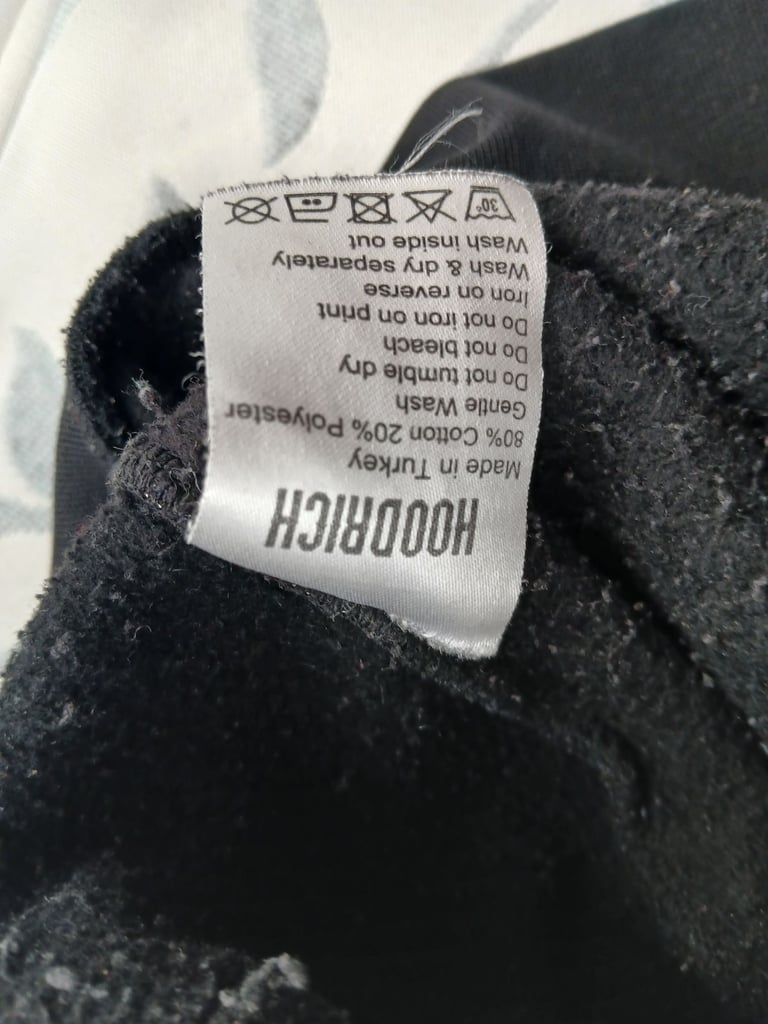 HOODRICH
Made in Turkey
80% Cotton 20% Polyester
Gentle Wash
Do not tumble dry
Do not bleach
Do not iron on print
Iron on reverse
Wash & dry separately
Wash inside out
30°